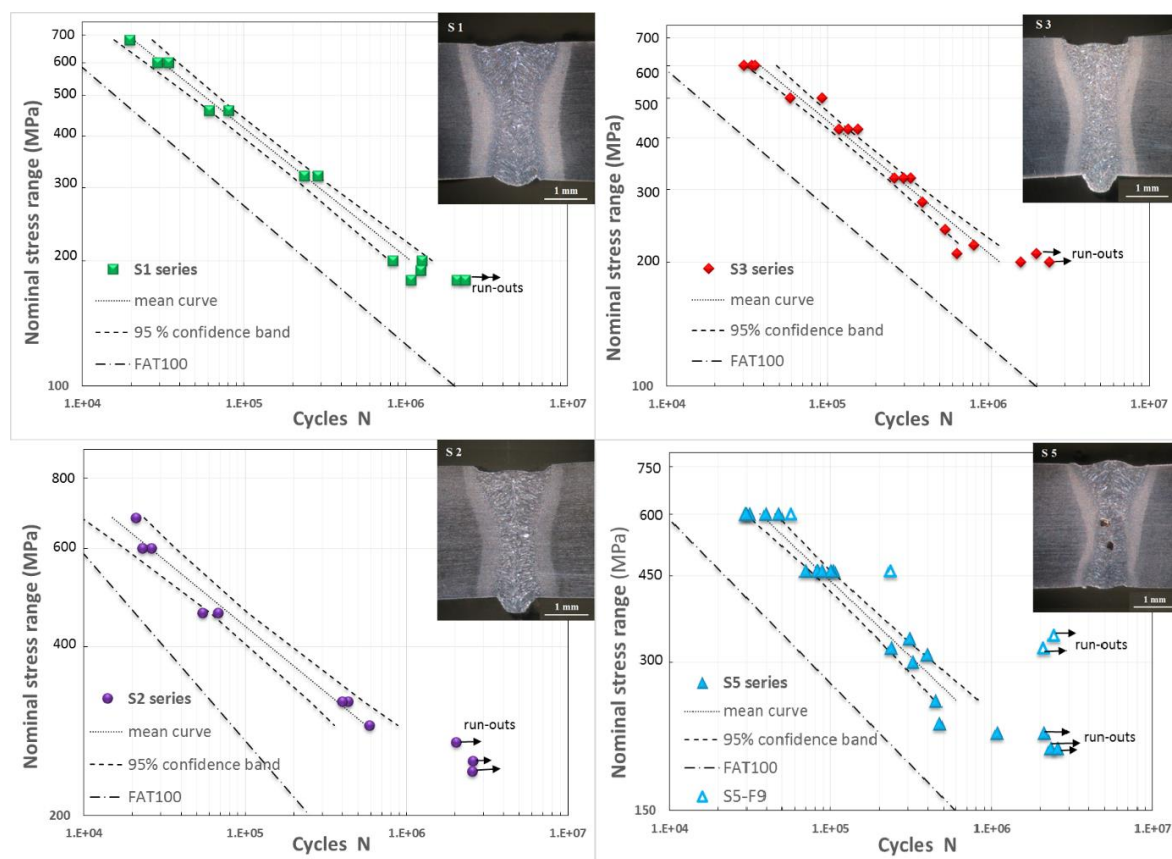 S 1
1 mm
Nominal stress range (MPa)
700
600
500
400
300
200
100
S1 series
mean curve
95 % confidence band
FAT100
run-outs
1.E+04
1.E+05
1.E+06
1.E+07
Cycles N
S 3
1 mm
Nominal stress range (MPa)
700
600
500
400
300
200
100
S3 series
mean curve
95% confidence band
FAT100
run-outs
1.E+04
1.E+05
1.E+06
1.E+07
Cycles N
S 2
1 mm
Nominal stress range (MPa)
800
600
400
200
S2 series
mean curve
95% confidence band
FAT100
run-outs
1.E+04
1.E+05
1.E+06
1.E+07
Cycles N
S 5
1 mm
Nominal stress range (MPa)
750
600
450
300
150
S5 series
mean curve
95% confidence band
FAT100
S5-F9
run-outs
run-outs
1.E+04
1.E+05
1.E+06
1.E+07
Cycles N